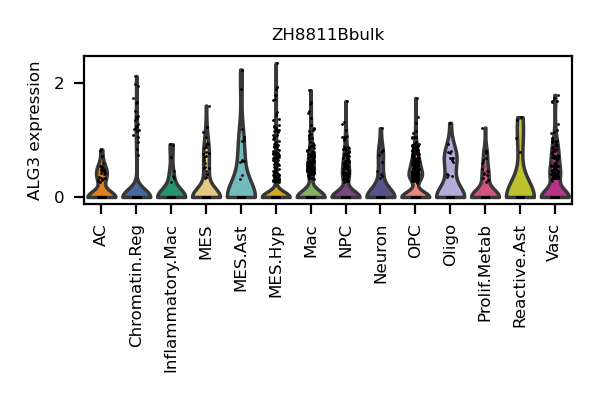 ZH8811Bbulk
ALG3 expression
2
0
AC
Chromatin.Reg
Inflammatory.Mac
MES
MES.Ast
MES.Hyp
Mac
NPC
Neuron
OPC
Oligo
Prolif.Metab
Reactive.Ast
Vasc